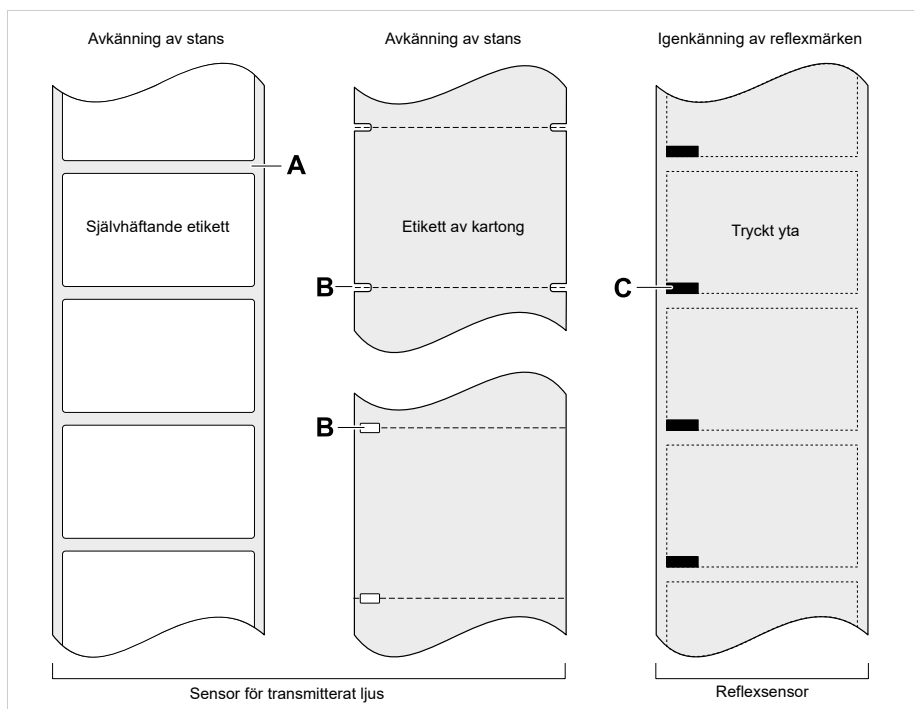 Avkänning av stans
Avkänning av stans
Igenkänning av reflexmärken
A
Självhäftande etikett
Etikett av kartong
Tryckt yta
B
C
B
Sensor för transmitterat ljus
Reflexsensor